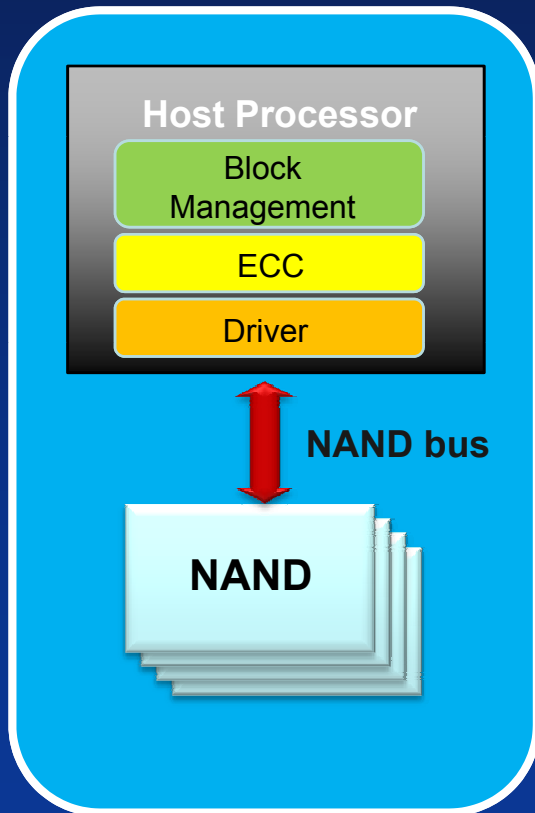 Host Processor
Block
Management
ECC
Driver
NAND bus
NAND